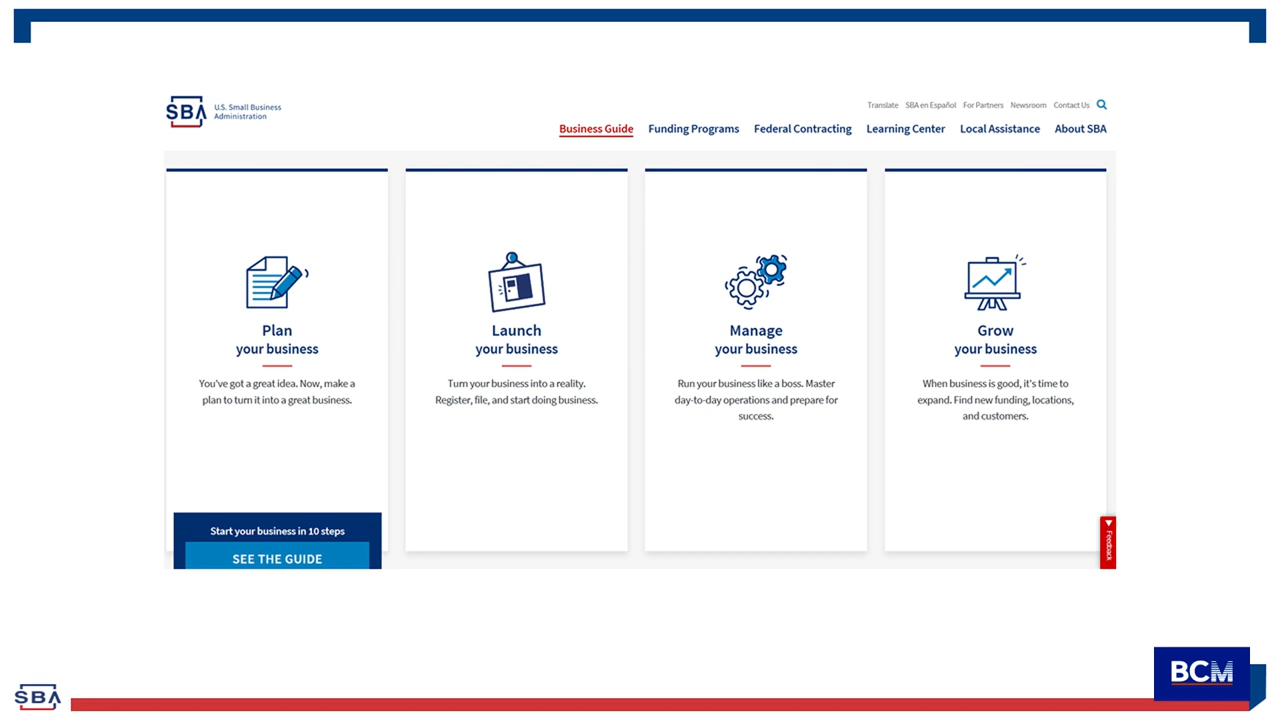 SBA
U.S. Small Business
Administration
Translate SBA en Español For Partners Newsroom Contact Us
Business Guide Funding Programs Federal Contracting Learning Center Local Assistance About SBA
Plan
your business
You've got a great idea. Now, make a
plan to turn it into a great business.
Start your business in 10 steps
SEE THE GUIDE
Launch
your business
Turn your business into a reality.
Register, file, and start doing business.
Manage
your business
Run your business like a boss. Master
day-to-day operations and prepare for
success.
Grow
your business
When business is good, it's time to
expand. Find new funding, locations,
and customers.
Feedback
SBA
BCM